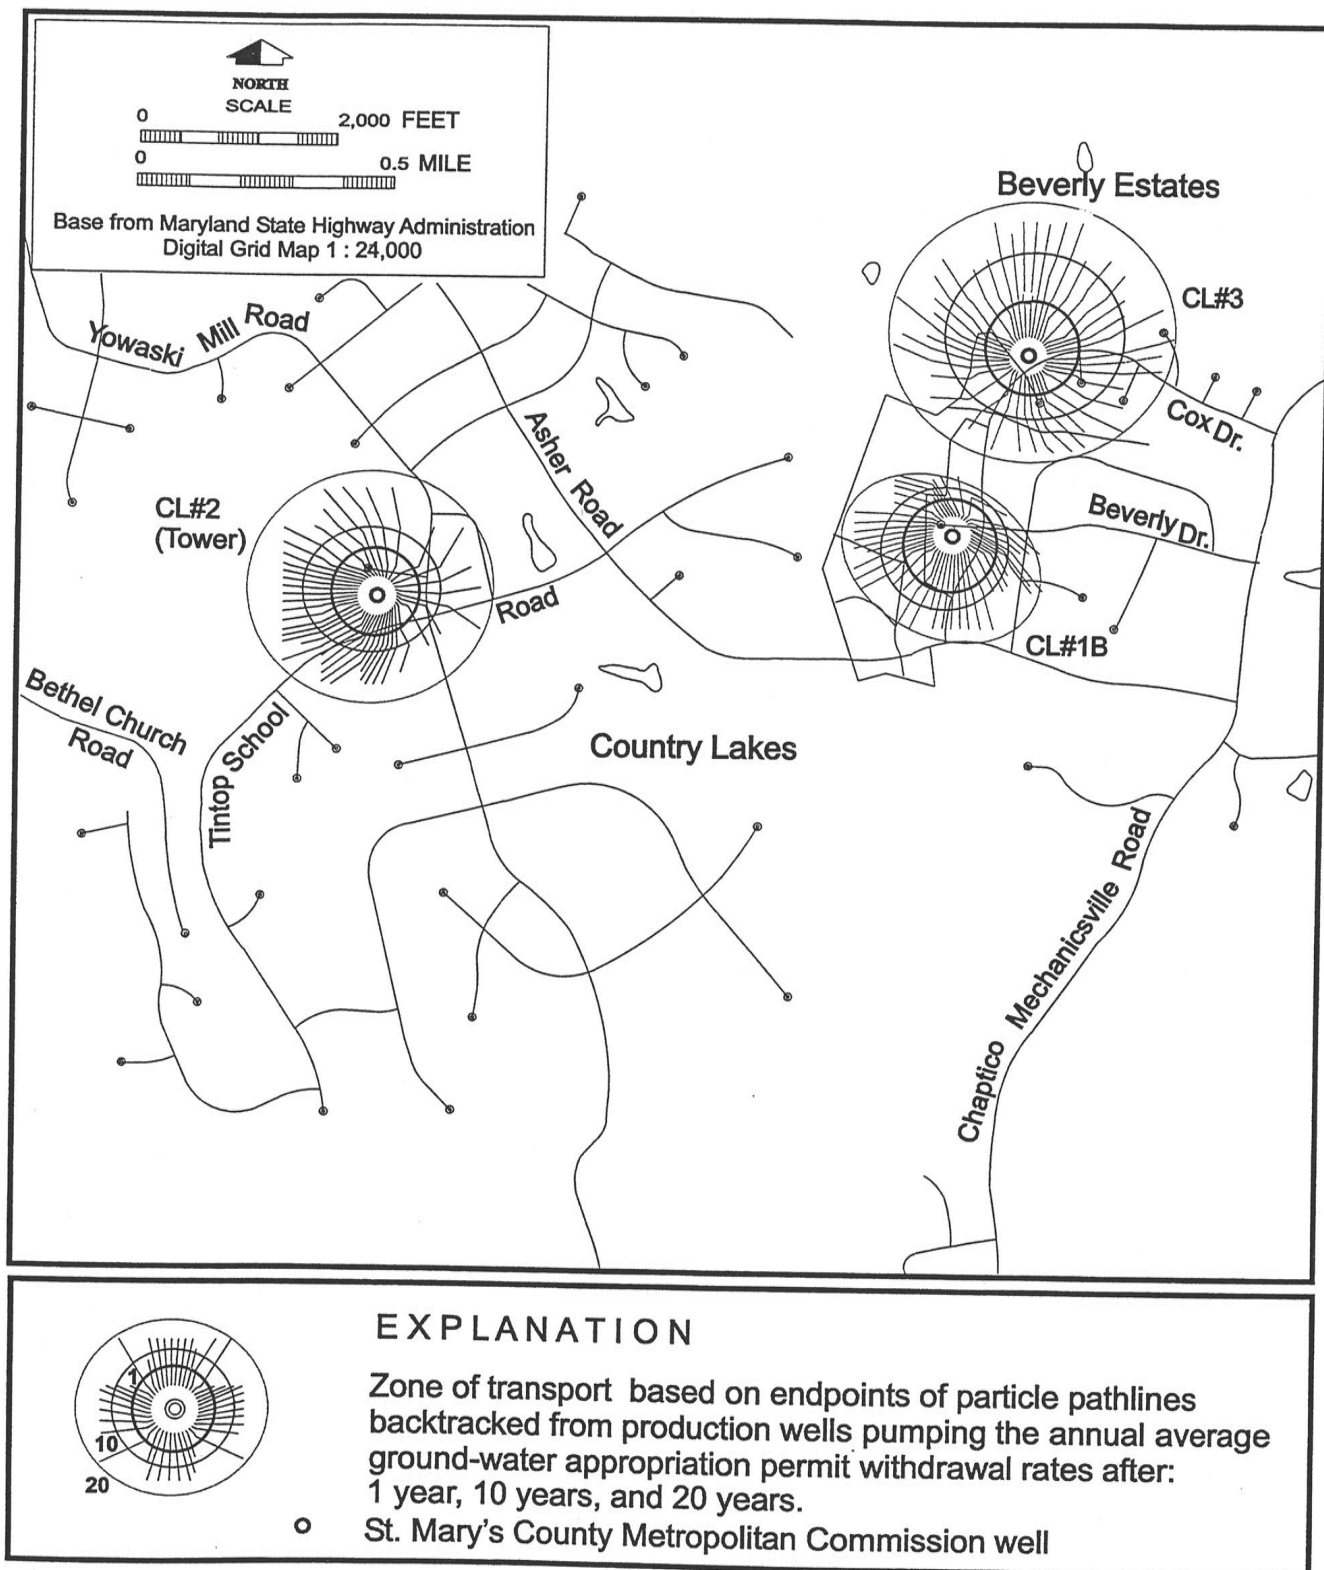 NORTH
SCALE
0 2,000 FEET
0 0.5 MILE
Base from Maryland State Highway Administration
Digital Grid Map 1 : 24,000
Beverly Estates
CL#3
Yowaski Mill Road
Cox Dr.
Asher Road
CL#2
(Tower)
Beverly Dr.
Road
CL#1B
Bethel Church
Road
Tintop School
Country Lakes
Chaptico Mechanicsville Road
EXPLANATION
1
10
20
Zone of transport based on endpoints of particle pathlines
backtracked from production wells pumping the annual average
ground-water appropriation permit withdrawal rates after:
1 year, 10 years, and 20 years.
St. Mary's County Metropolitan Commission well